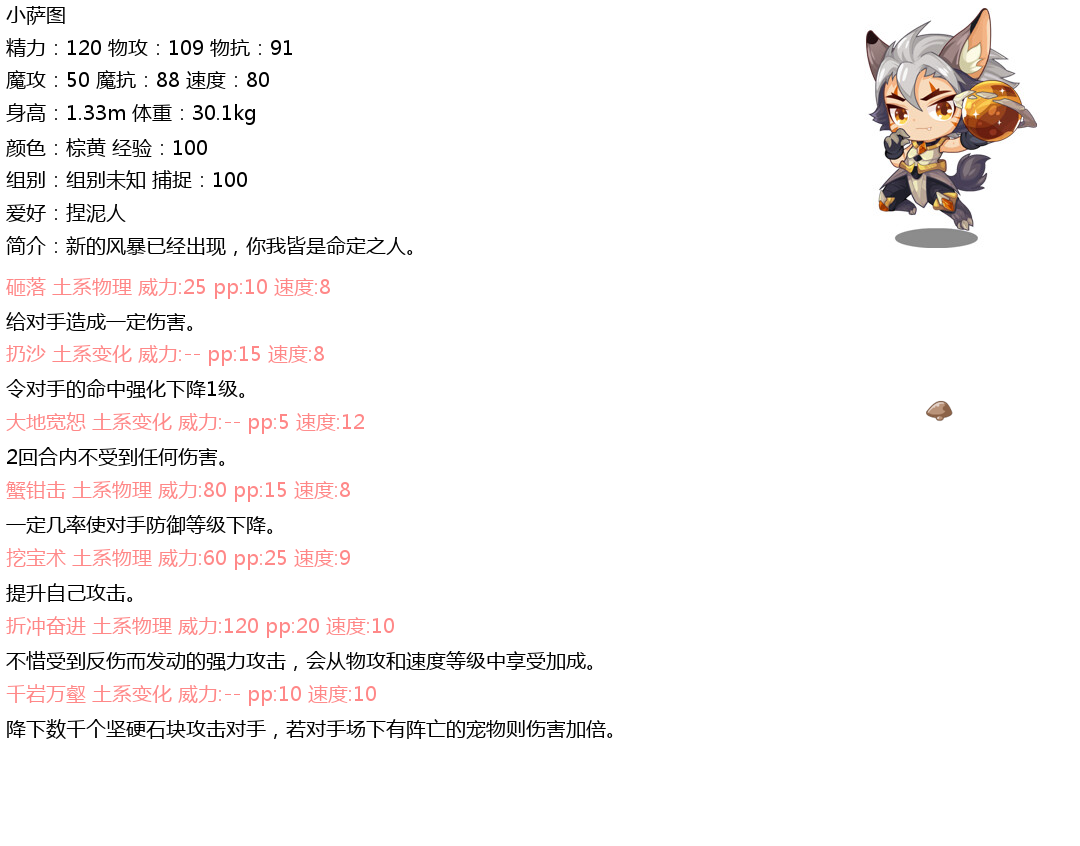 小萨图
精力：120 物攻：109 物抗：91
魔攻：50 魔抗：88 速度：80
身高：1.33m 体重：30.1kg
颜色：棕黄 经验：100
组别：组别未知 捕捉：100
爱好：捏泥人
简介：新的风暴已经出现，你我皆是命定之人。
砸落 土系物理 威力:25 pp:10 速度:8
给对手造成一定伤害。
扔沙 土系变化 威力:-- pp:15 速度:8
令对手的命中强化下降1级。
大地宽恕 土系变化 威力:-- pp:5 速度:12
2回合内不受到任何伤害。
蟹钳击 土系物理 威力:80 pp:15 速度:8
一定几率使对手防御等级下降。
挖宝术 土系物理 威力:60 pp:25 速度:9
提升自己攻击。
折冲奋进 土系物理 威力:120 pp:20 速度:10
不惜受到反伤而发动的强力攻击，会从物攻和速度等级中享受加成。
千岩万壑 土系变化 威力:-- pp:10 速度:10
降下数千个坚硬石块攻击对手，若对手场下有阵亡的宠物则伤害加倍。